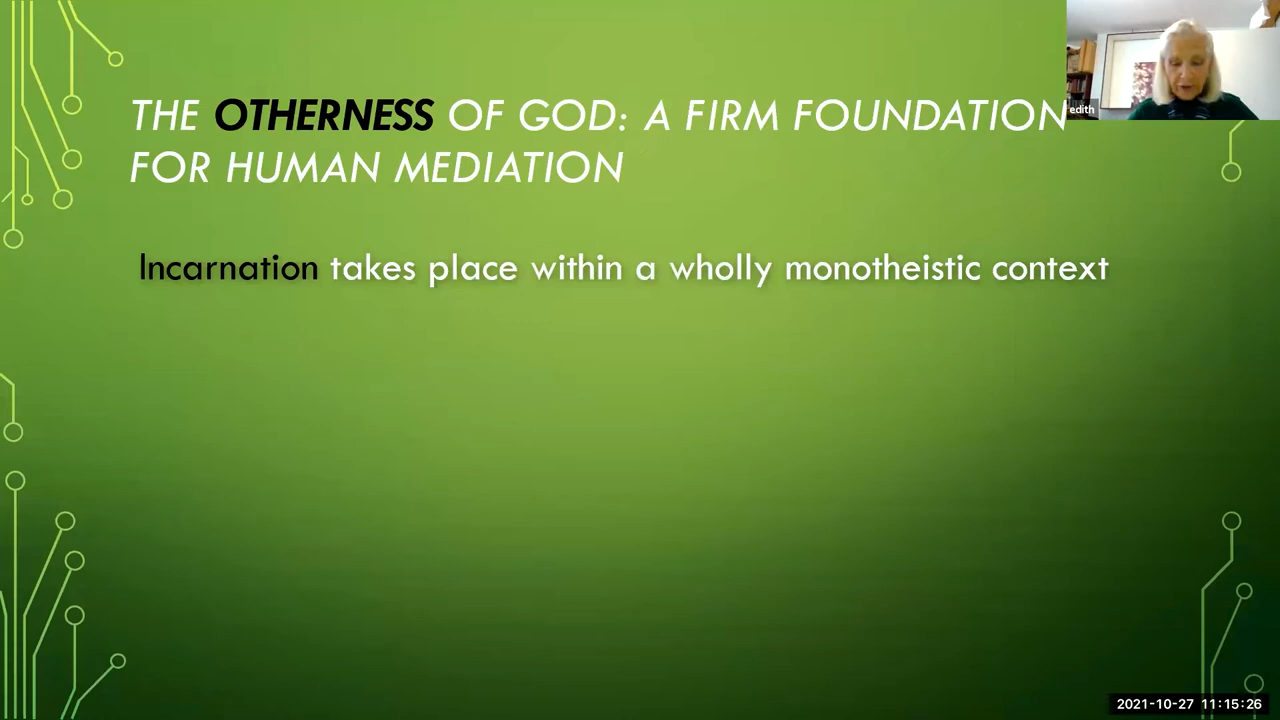 THE OTHERNESS OF GOD: A FIRM FOUNDATION
FOR HUMAN MEDIATION
edith
Incarnation takes place within a wholly monotheistic context
2021-10-27 11:15:26